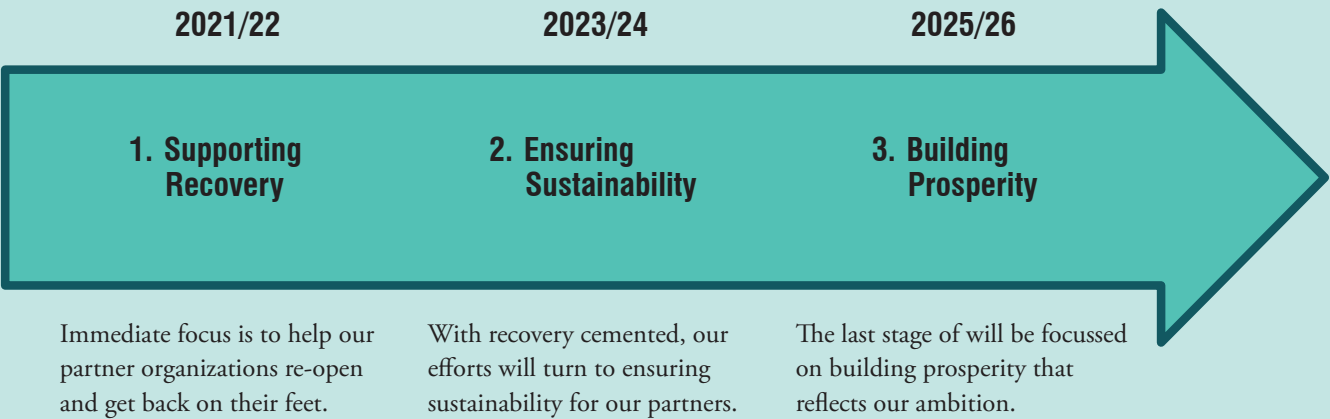 2021/22
2023/24
2025/26
1. Supporting
Recovery
2. Ensuring
Sustainability
3. Building
Prosperity
Immediate focus is to help our
partner organizations re-open
and get back on their feet.
With recovery cemented, our
efforts will turn to ensuring
sustainability for our partners.
The last stage of will be focussed
on building prosperity that
reflects our ambition.